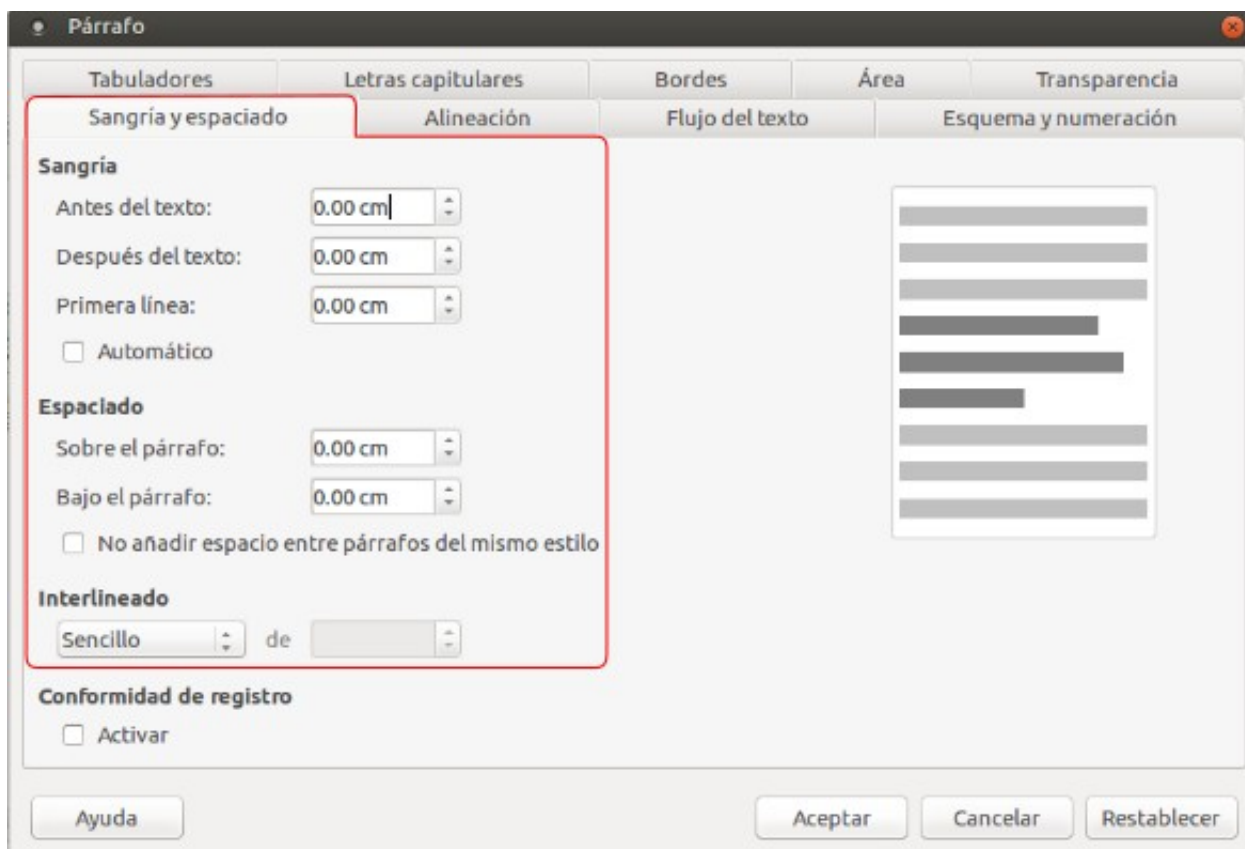 Párrafo
Tabuladores Letras capitulares Bordes Área Transparencia
Sangría y espaciado Alineación Flujo del texto Esquema y numeración
Sangría
Antes del texto: 0.00 cm
Después del texto: 0.00 cm
Primera línea: 0.00 cm
Automático
Espaciado
Sobre el párrafo: 0.00 cm
Bajo el párrafo: 0.00 cm
No añadir espacio entre párrafos del mismo estilo
Interlineado
Sencillo de
Conformidad de registro
Activar
Ayuda Aceptar Cancelar Restablecer